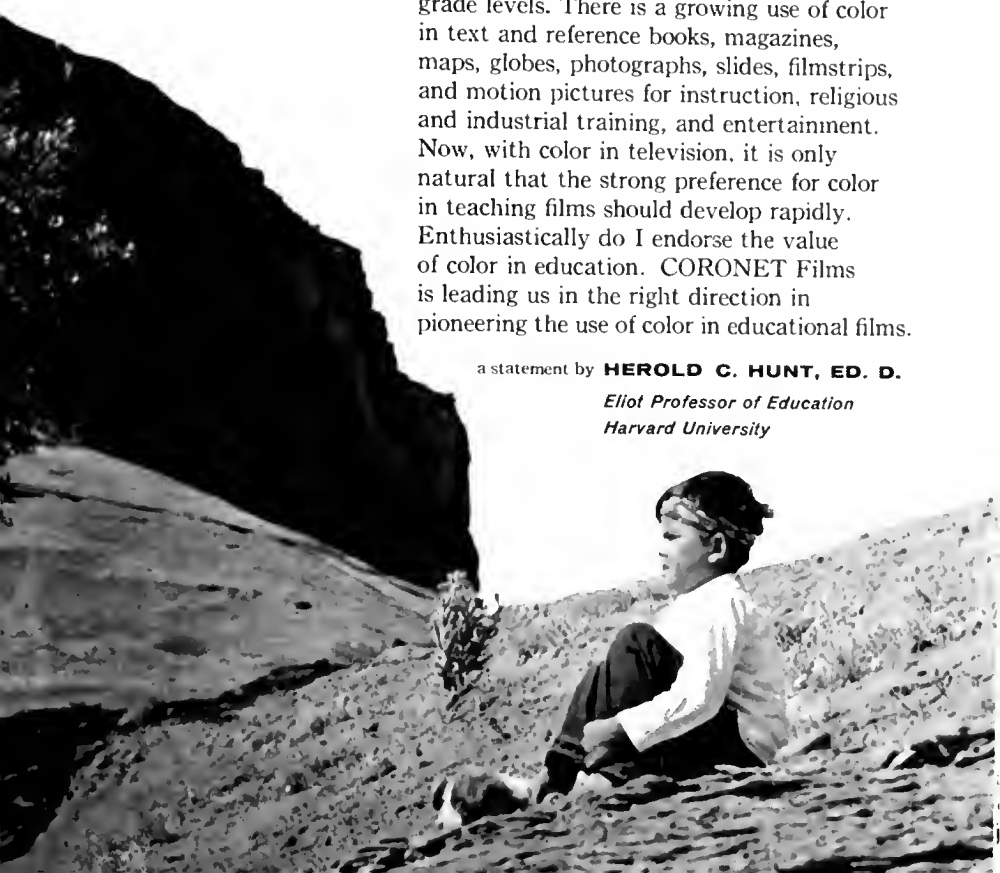 grade levels. There is a growing use of color
in text and reference books, magazines,
maps, globes, photographs, slides, filmstrips,
and motion pictures for instruction, religious
and industrial training, and entertainment.
Now, with color in television, it is only
natural that the strong preference for color
in teaching films should develop rapidly.
Enthusiastically do I endorse the value
of color in education. CORONET Films
is leading us in the right direction in
pioneering the use of color in educational films.
a statement by HEROLD C. HUNT, ED. D.
Eliot Professor of Education
Harvard University